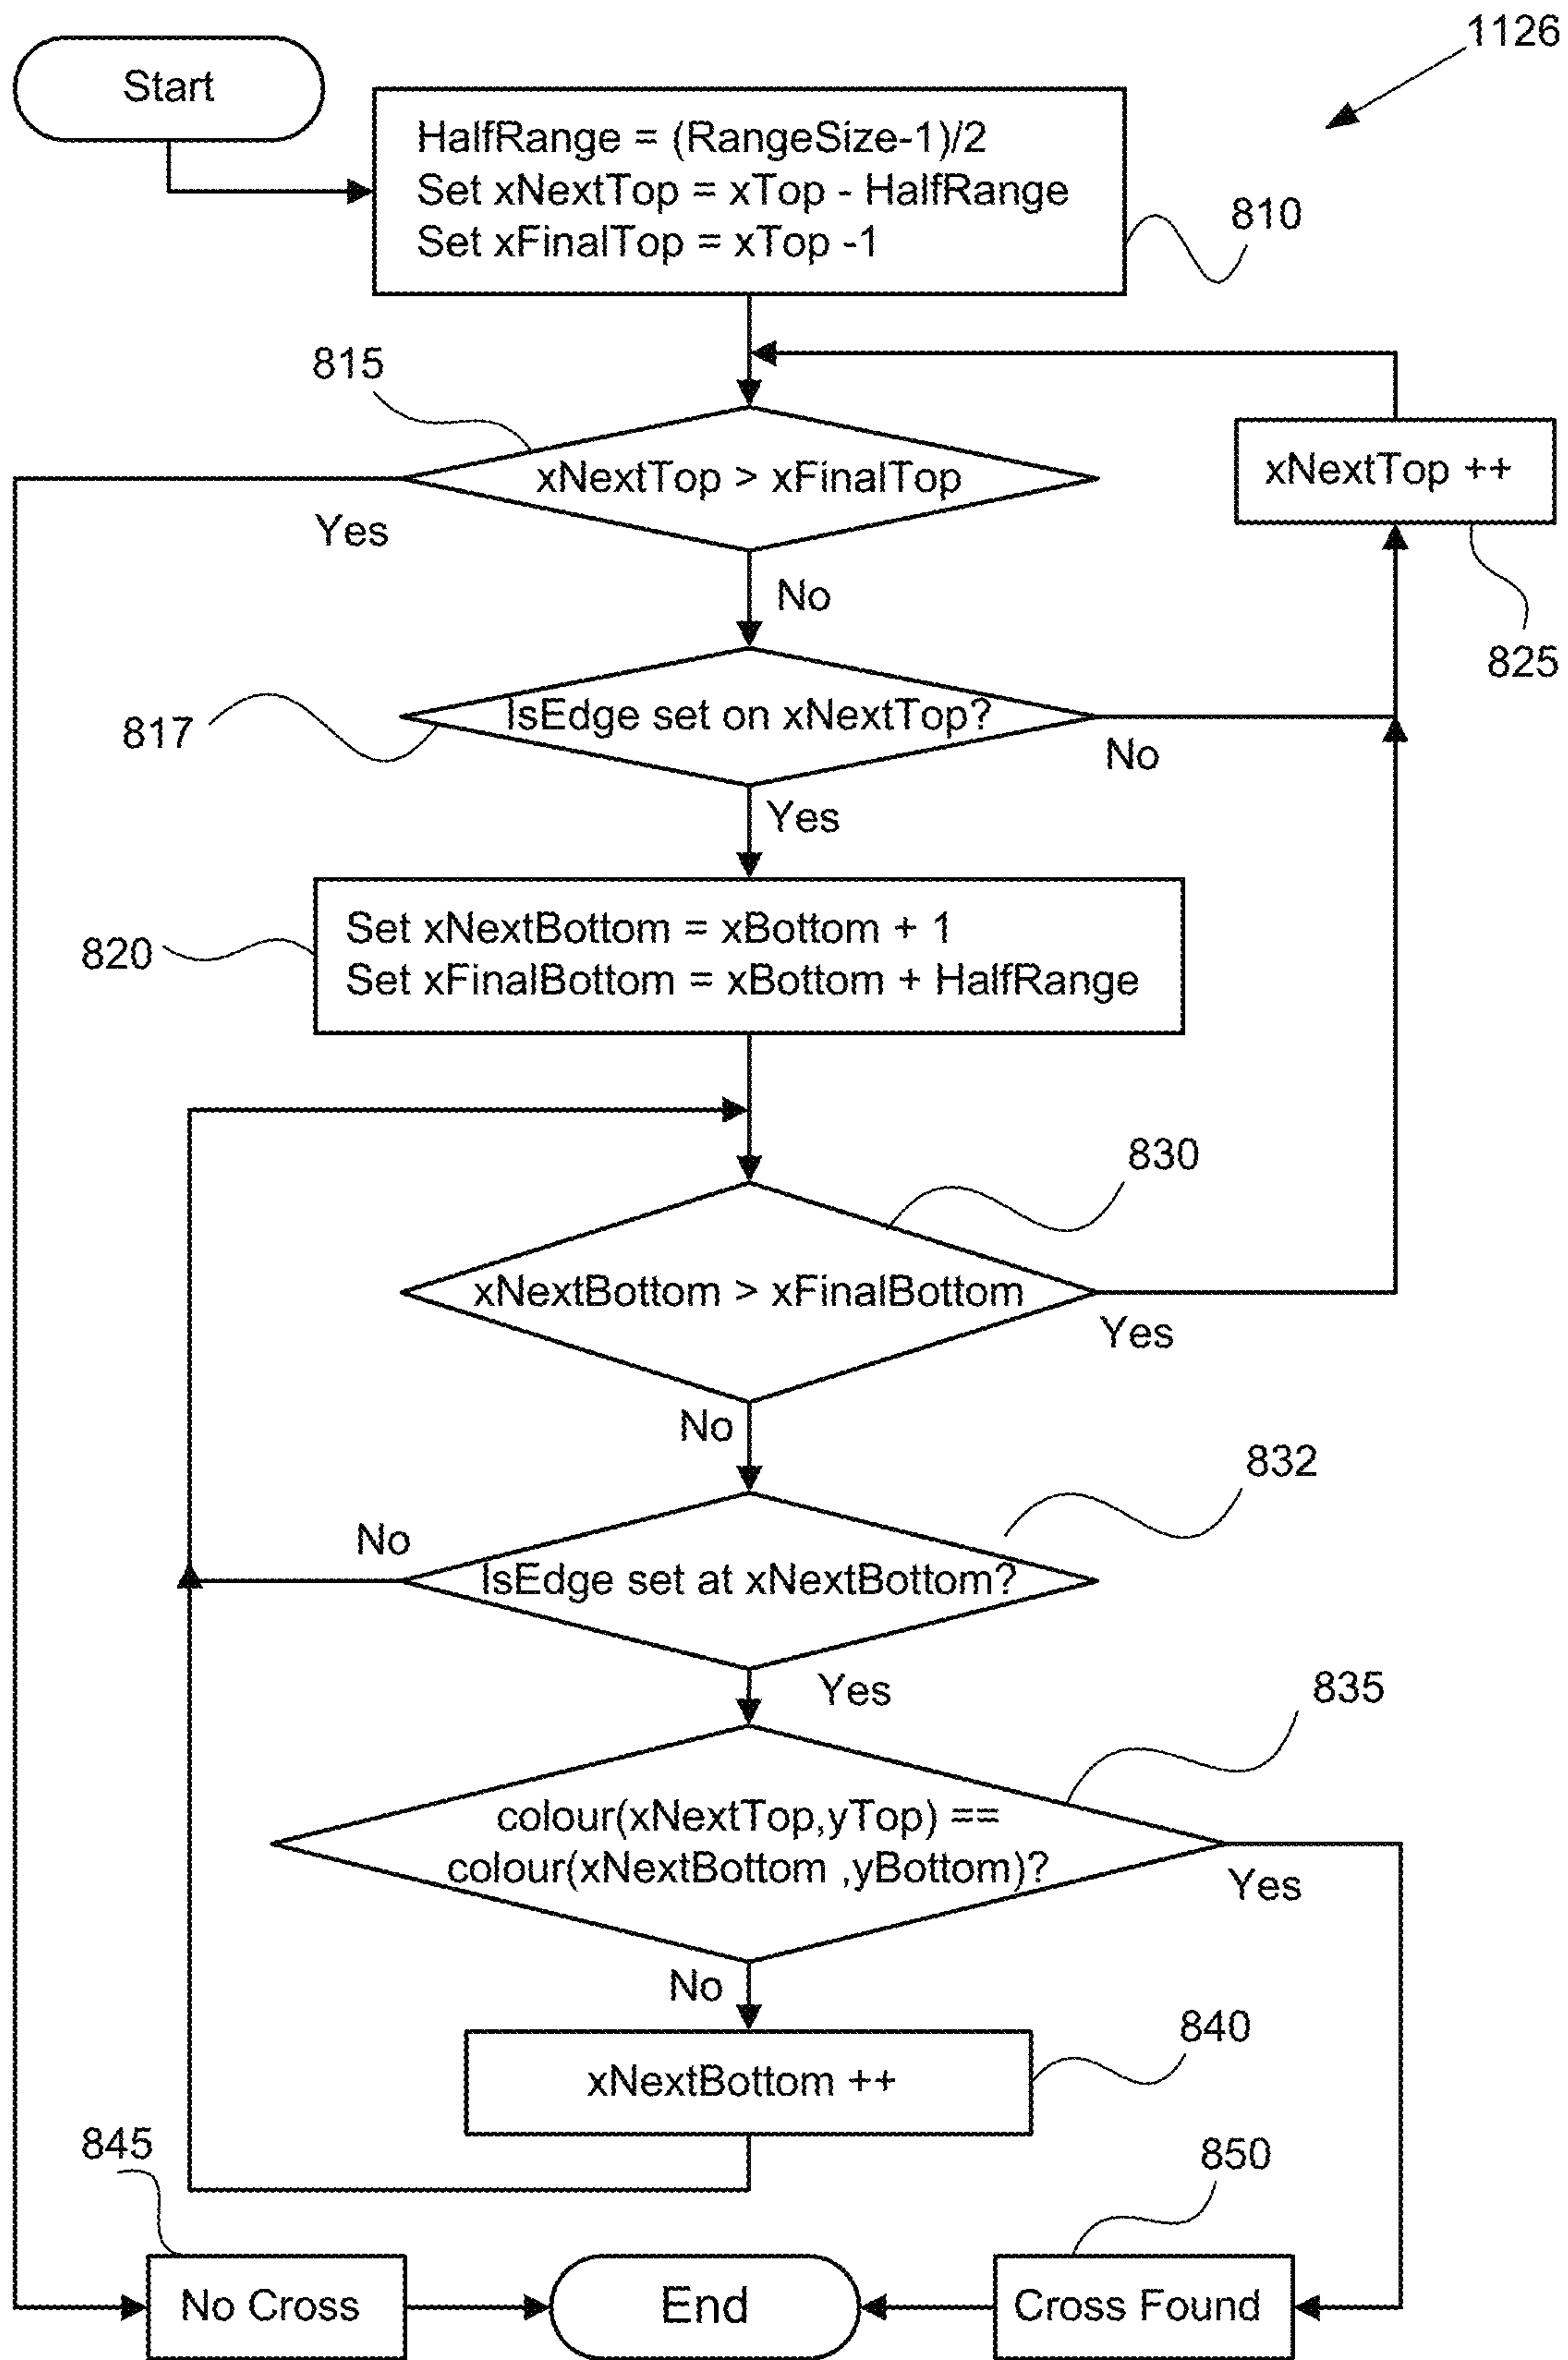 1126
Start
HalfRange = (RangeSize-1)/2
Set xNextTop = xTop - HalfRange
Set xFinalTop = xTop -1
810
815
xNextTop > xFinalTop
xNextTop ++
Yes
No
825
IsEdge set on xNextTop?
817
No
Yes
Set xNextBottom = xBottom + 1
Set xFinalBottom = xBottom + HalfRange
820
830
xNextBottom > xFinalBottom
Yes
No
832
No
IsEdge set at xNextBottom?
Yes
835
colour(xNextTop,yTop) ==
colour(xNextBottom ,yBottom)?
Yes
No
840
xNextBottom ++
845
850
No Cross
End
Cross Found